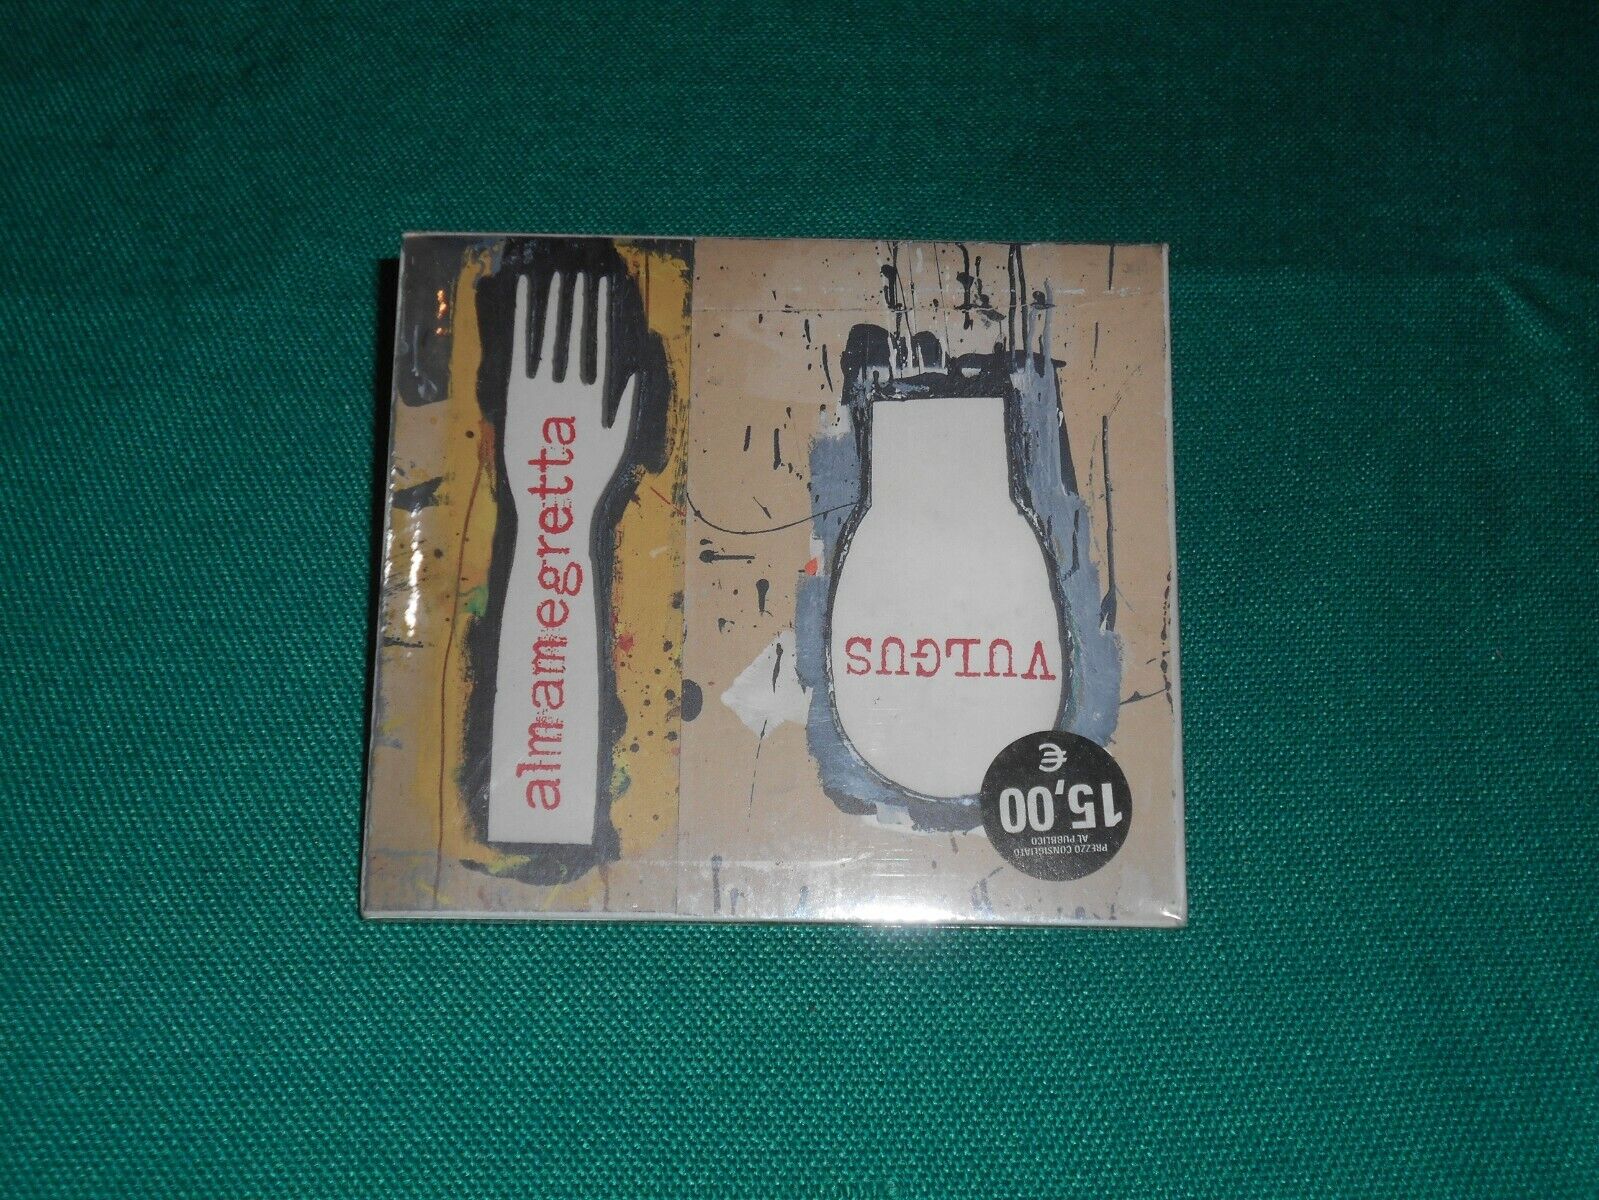 almamegretta
VULGUS
PREZZO CONSIGLIATO
AL PUBBLICO
15,00
€